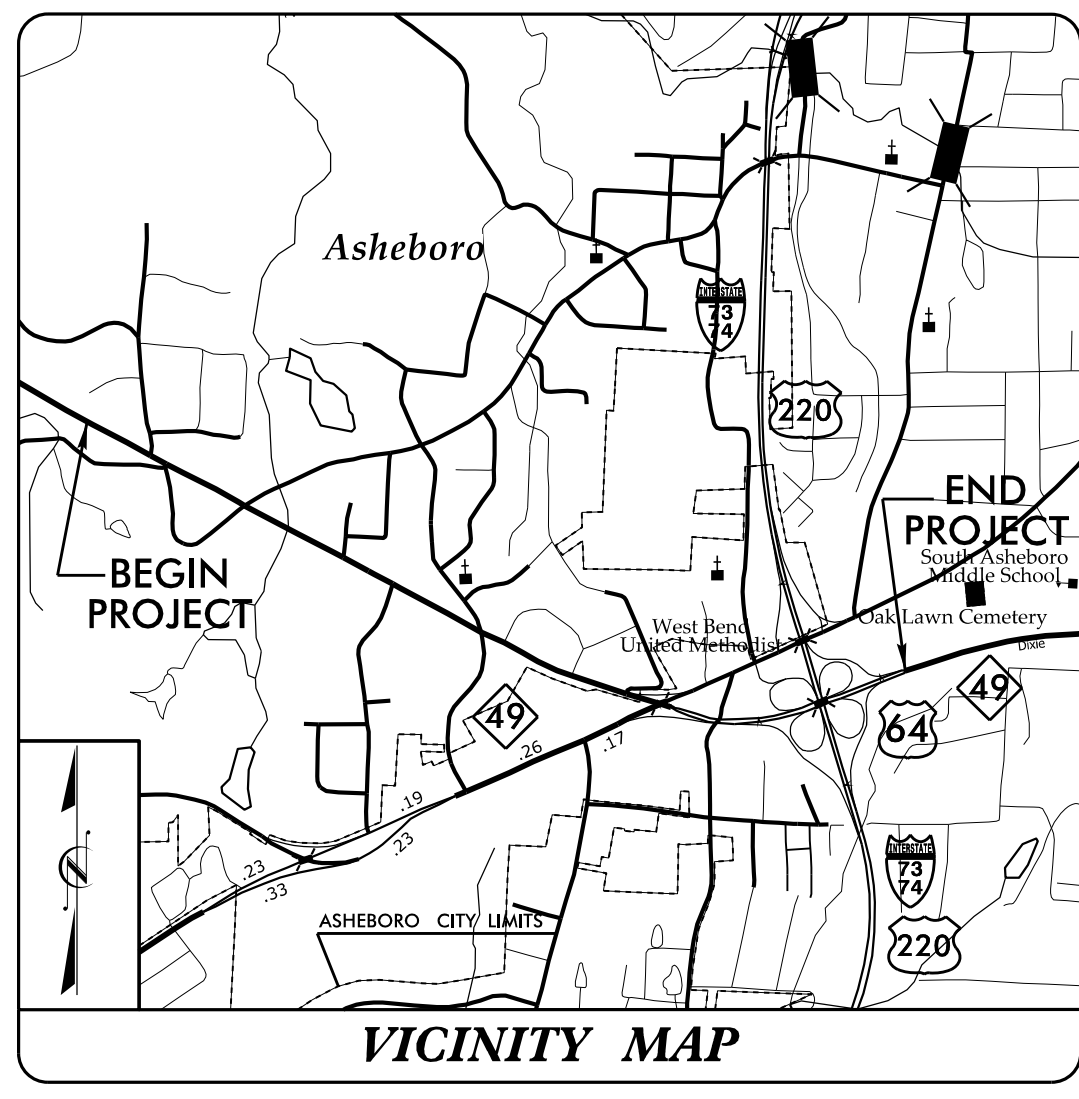 Asheboro
INTERSTATE
73
74
220
END
PROJECT
South Asheboro
Middle School
BEGIN
PROJECT
Oak Lawn Cemetery
West Bend
United Methodist
Dixie
49
49
64
.26
.17
.19
.23
.23
.33
INTERSTATE
73
74
220
ASHEBORO CITY LIMITS
N
VICINITY MAP